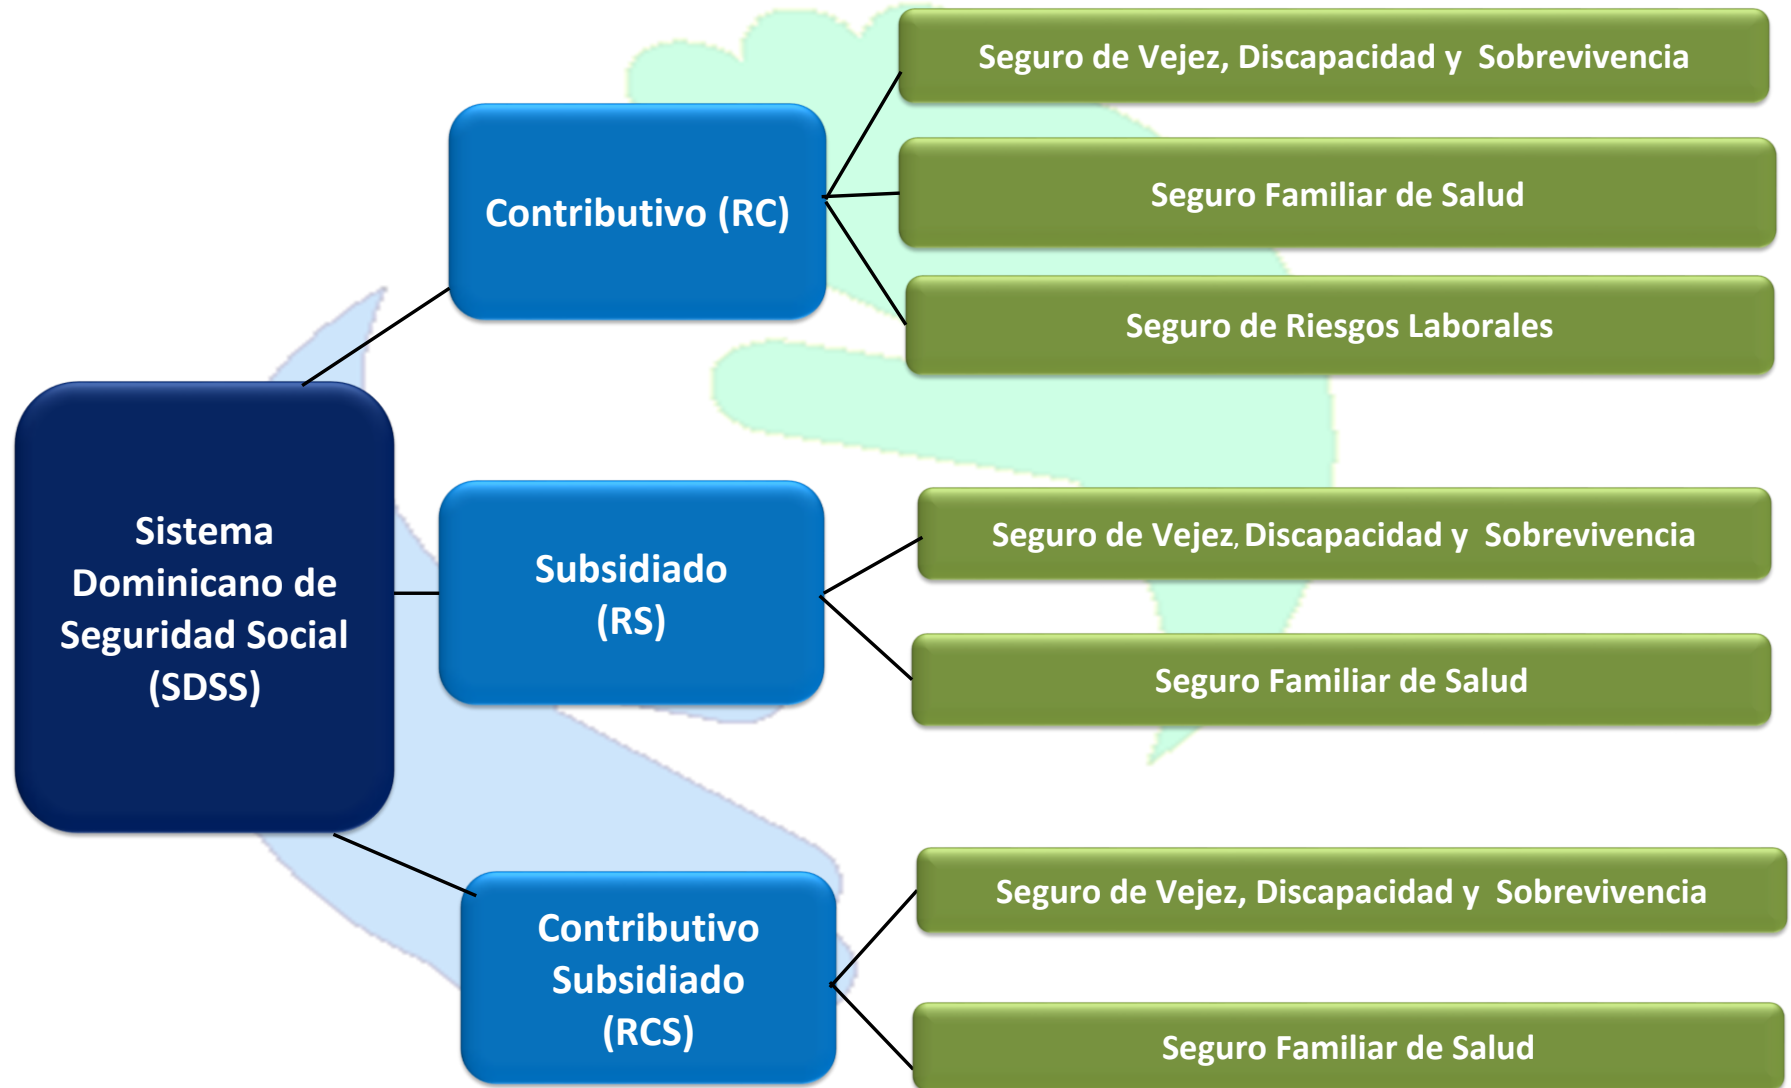 Sistema
Dominicano de
Seguridad Social
(SDSS)
Contributivo (RC)
Seguro de Vejez, Discapacidad y Sobrevivencia
Seguro Familiar de Salud
Seguro de Riesgos Laborales
Subsidiado
(RS)
Seguro de Vejez, Discapacidad y Sobrevivencia
Seguro Familiar de Salud
Contributivo
Subsidiado
(RCS)
Seguro de Vejez, Discapacidad y Sobrevivencia
Seguro Familiar de Salud